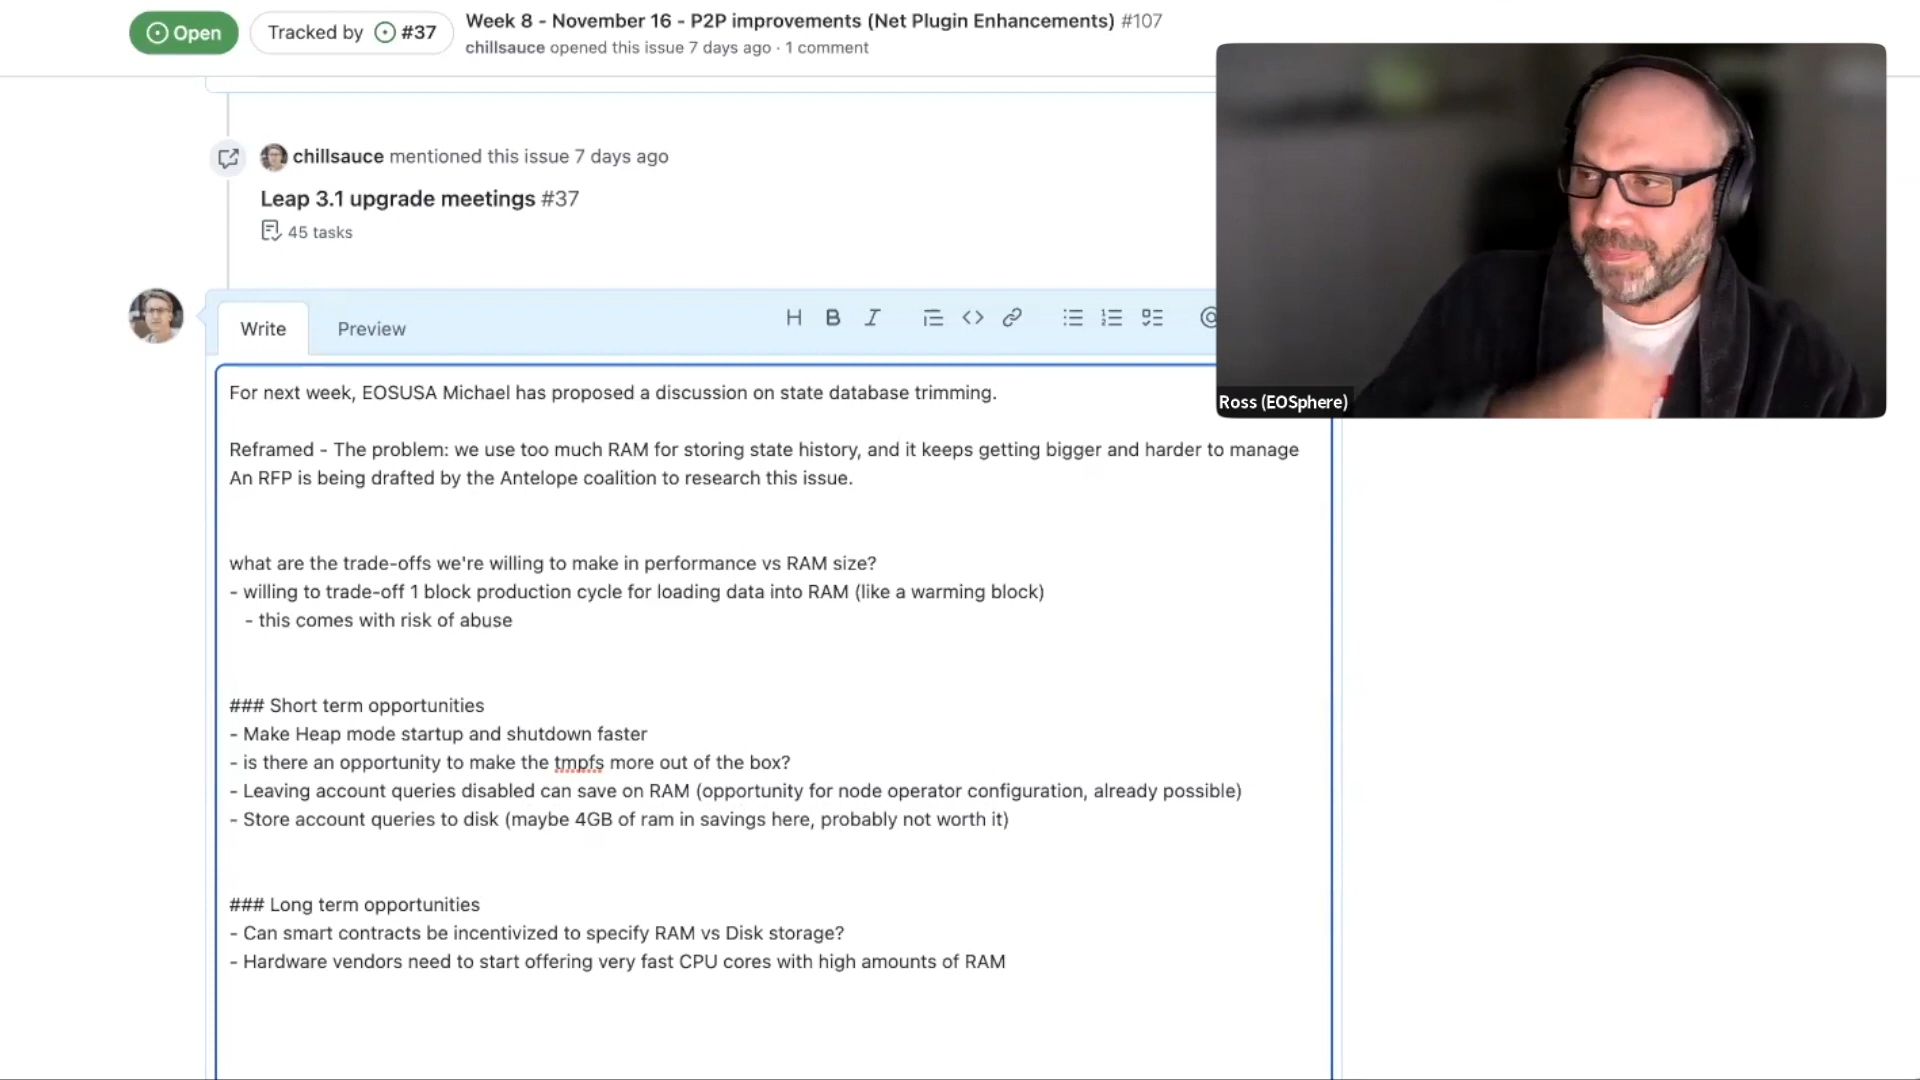 Open
Tracked by #37
Week 8 - November 16 - P2P improvements (Net Plugin Enhancements) #107
chillsauce opened this issue 7 days ago · 1 comment
chillsauce mentioned this issue 7 days ago
Leap 3.1 upgrade meetings #37
45 tasks
Write
Preview
Ross (EOSphere)
For next week, EOSUSA Michael has proposed a discussion on state database trimming.
Reframed - The problem: we use too much RAM for storing state history, and it keeps getting bigger and harder to manage
An RFP is being drafted by the Antelope coalition to research this issue.
what are the trade-offs we're willing to make in performance vs RAM size?
- willing to trade-off 1 block production cycle for loading data into RAM (like a warming block)
- this comes with risk of abuse
### Short term opportunities
- Make Heap mode startup and shutdown faster
- is there an opportunity to make the tmpfs more out of the box?
- Leaving account queries disabled can save on RAM (opportunity for node operator configuration, already possible)
- Store account queries to disk (maybe 4GB of ram in savings here, probably not worth it)
### Long term opportunities
- Can smart contracts be incentivized to specify RAM vs Disk storage?
- Hardware vendors need to start offering very fast CPU cores with high amounts of RAM